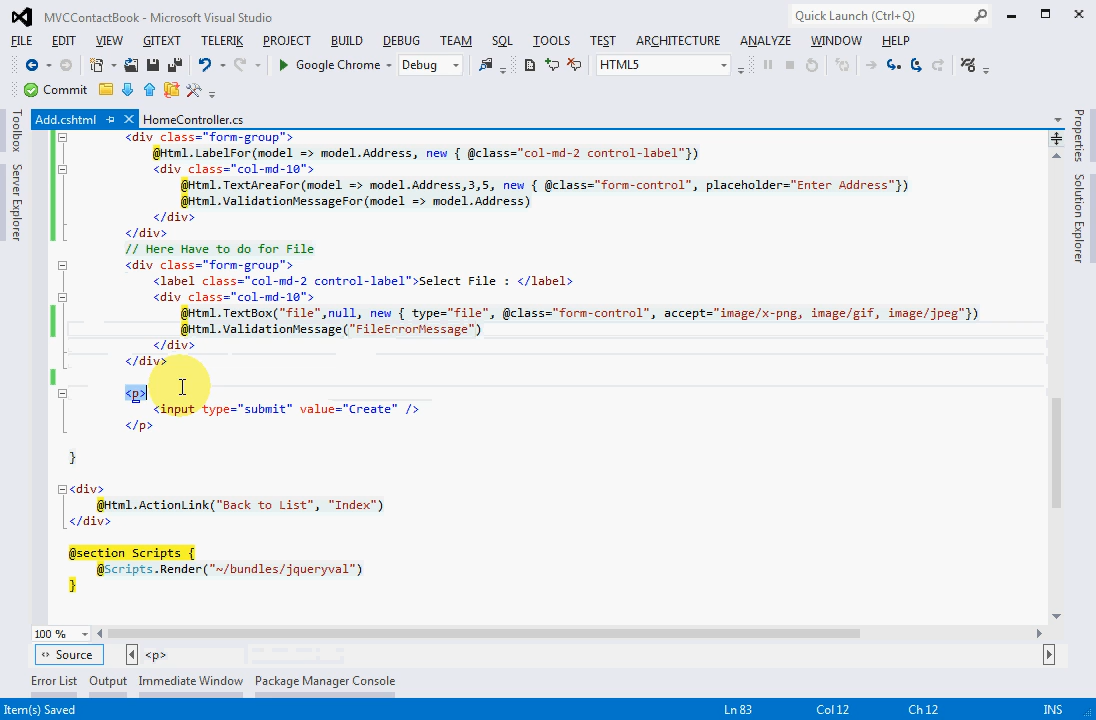 MVCContactBook - Microsoft Visual Studio
Quick Launch (Ctrl+Q)
FILE EDIT VIEW GITEXT TELERIK PROJECT BUILD DEBUG TEAM SQL TOOLS TEST ARCHITECTURE ANALYZE WINDOW HELP
Google Chrome Debug HTML5
Commit
Toolbox
Server Explorer
Properties
Solution Explorer
Add.cshtml HomeController.cs
<div class="form-group">
@Html.LabelFor(model => model.Address, new { @class="col-md-2 control-label"})
<div class="col-md-10">
@Html.TextAreaFor(model => model.Address,3,5, new { @class="form-control", placeholder="Enter Address"})
@Html.ValidationMessageFor(model => model.Address)
</div>
</div>
// Here Have to do for File
<div class="form-group">
<label class="col-md-2 control-label">Select File : </label>
<div class="col-md-10">
@Html.TextBox("file",null, new { type="file", @class="form-control", accept="image/x-png, image/gif, image/jpeg"})
@Html.ValidationMessage("FileErrorMessage")
</div>
</div>
<p>
<input type="submit" value="Create" />
</p>
}
<div>
@Html.ActionLink("Back to List", "Index")
</div>
@section Scripts {
@Scripts.Render("~/bundles/jqueryval")
}
100 %
Source <p>
Error List Output Immediate Window Package Manager Console
Item(s) Saved Ln 83 Col 12 Ch 12 INS